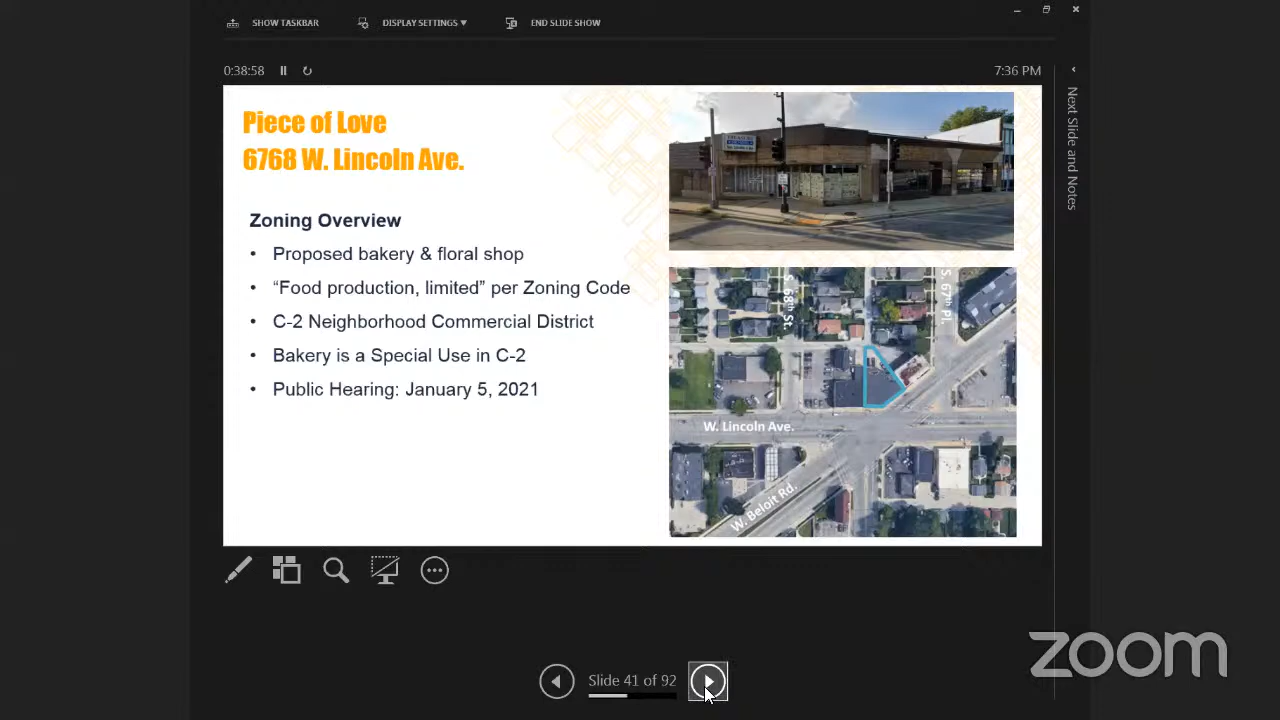 SHOW TASKBAR
DISPLAY SETTINGS ▼
END SLIDE SHOW
0:38:58
7:36 PM
Next Slide and Notes
Piece of Love
6768 W. Lincoln Ave.
Zoning Overview
• Proposed bakery & floral shop
• “Food production, limited” per Zoning Code
• C-2 Neighborhood Commercial District
• Bakery is a Special Use in C-2
• Public Hearing: January 5, 2021
S. 68th St.
S. 67th Pl.
W. Lincoln Ave.
W. Beloit Rd.
Slide 41 of 92
zoom